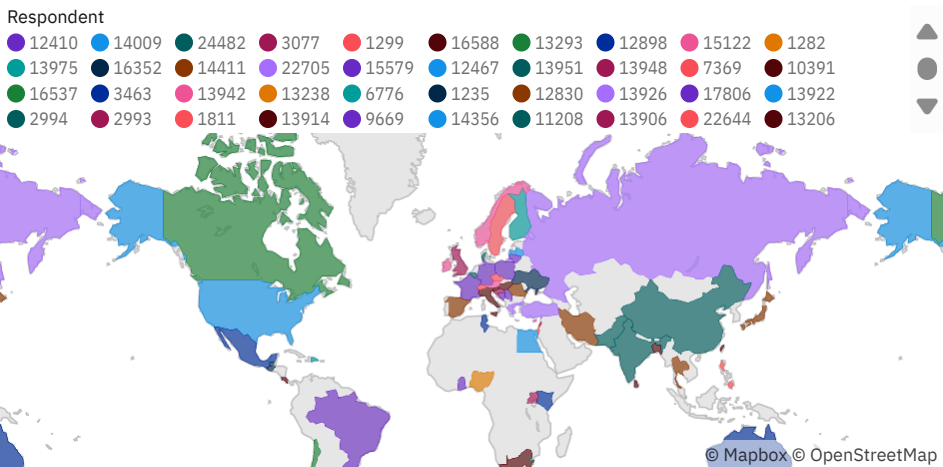 Respondent
12410 14009 24482 3077 1299 16588 13293 12898 15122 1282
13975 16352 14411 22705 15579 12467 13951 13948 7369 10391
16537 3463 13942 13238 6776 1235 12830 13926 17806 13922
2994 2993 1811 13914 9669 14356 11208 13906 22644 13206
© Mapbox © OpenStreetMap